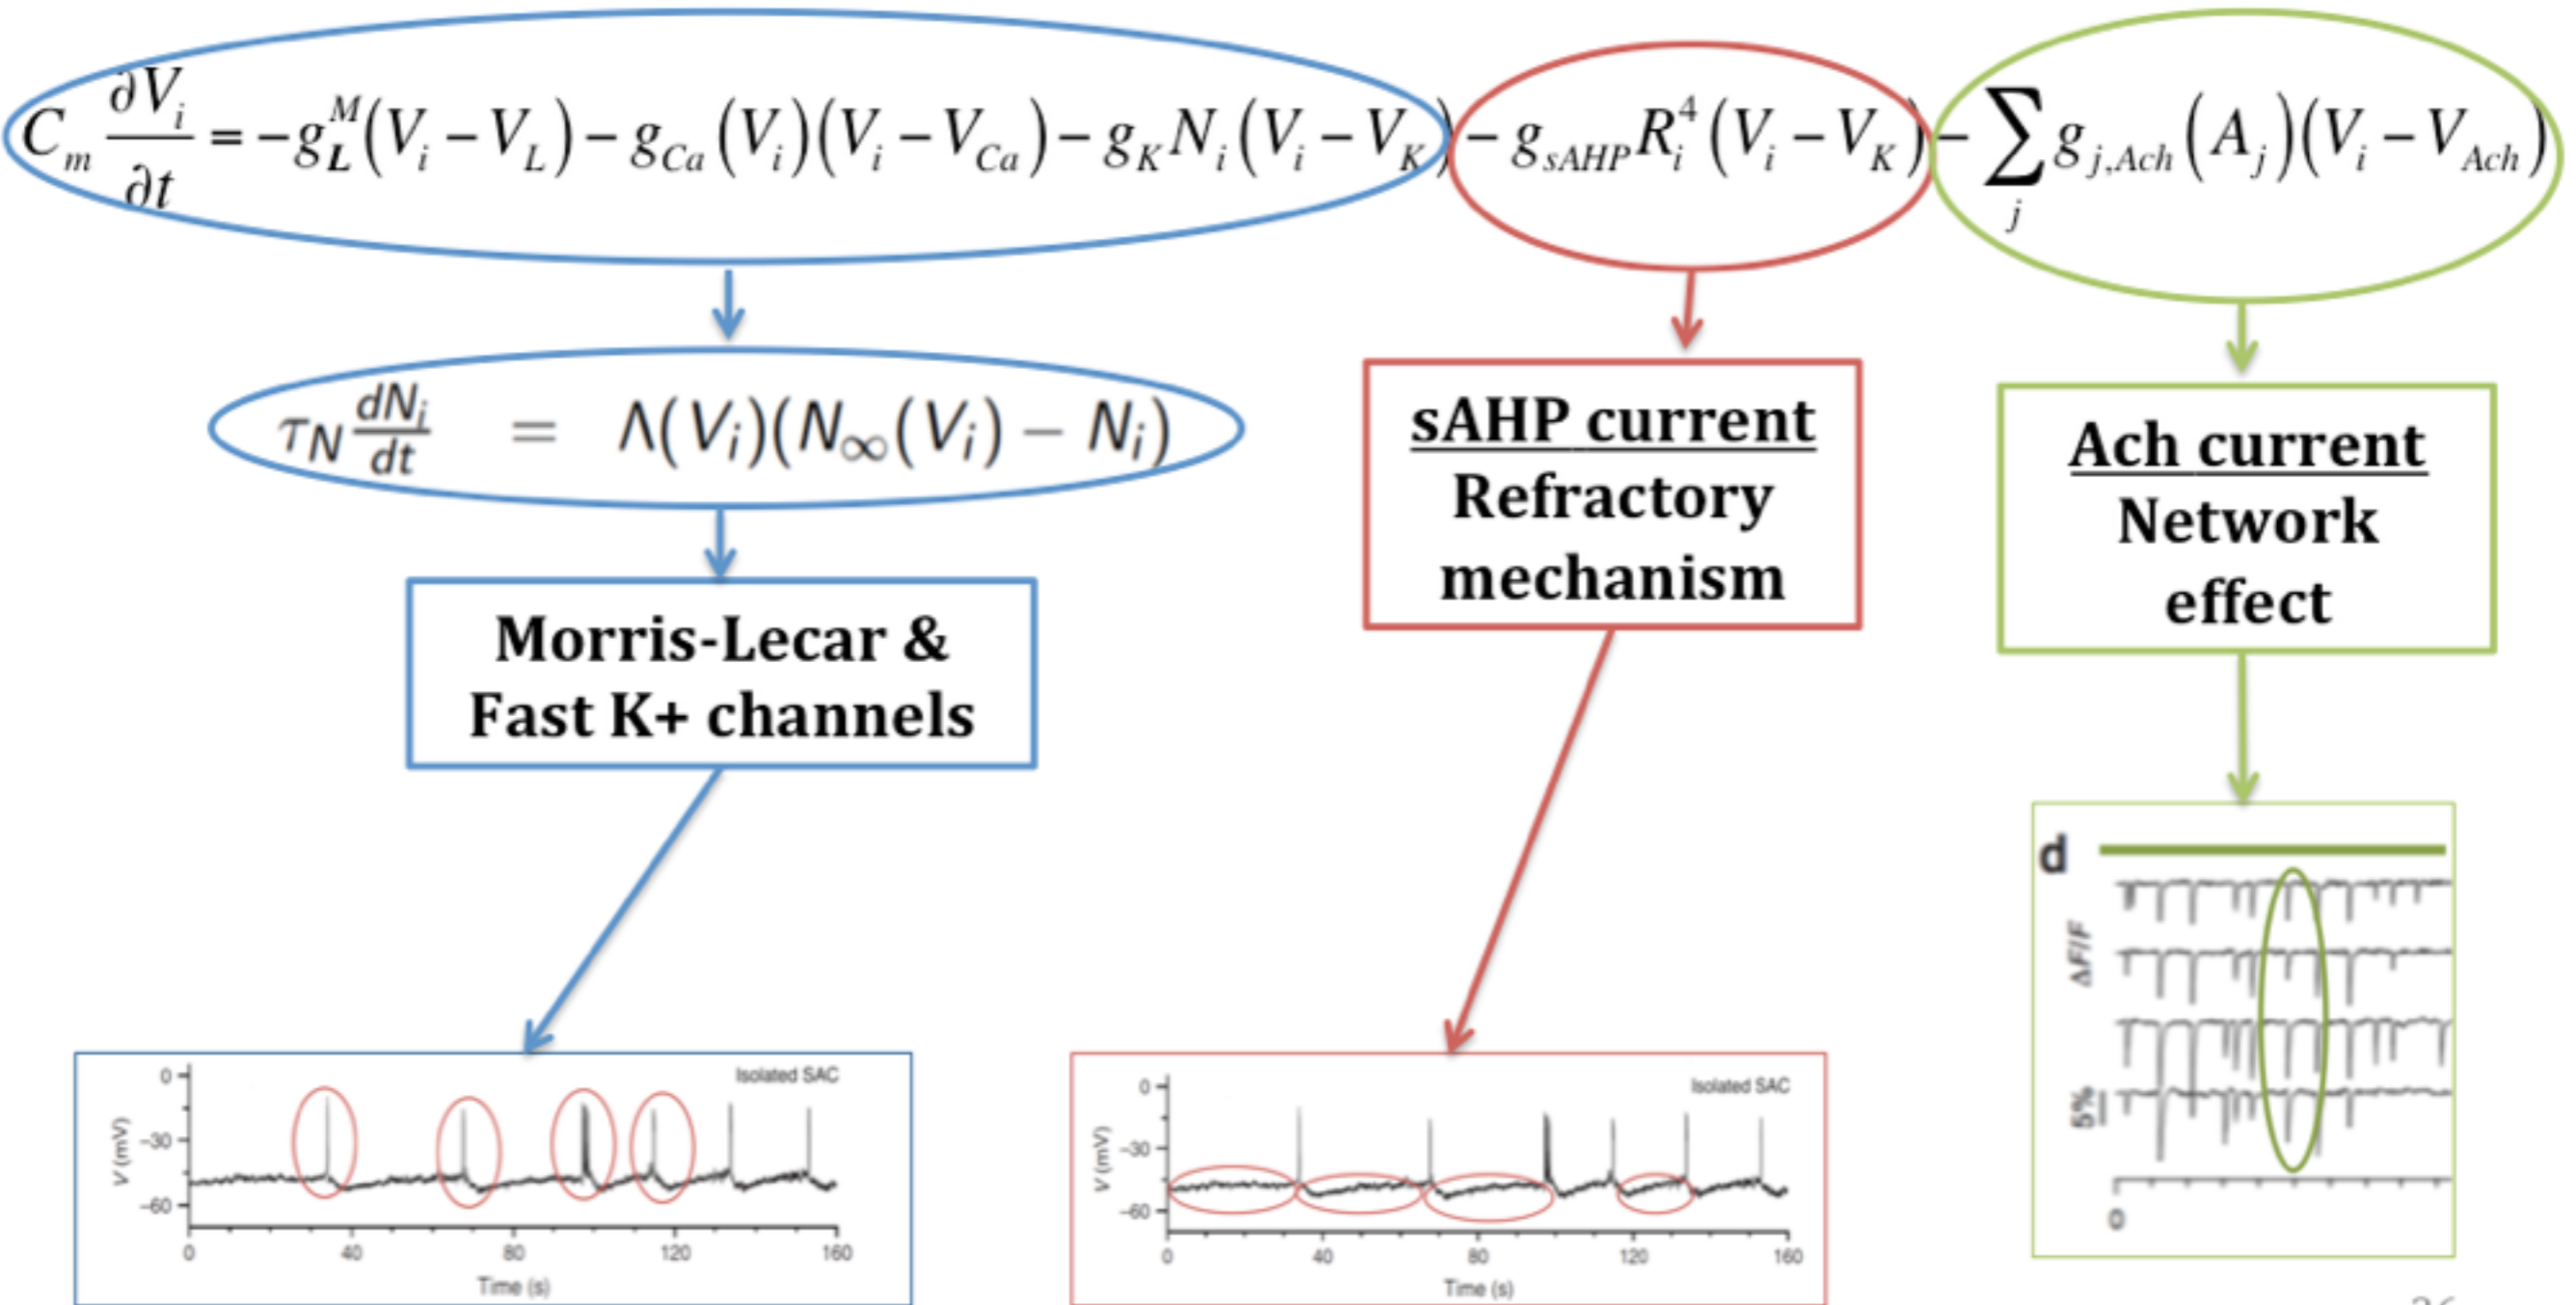 C_m ∂V_i/∂t = −g_L^M(V_i − V_L) − g_Ca(V_i)(V_i − V_Ca) − g_K N_i(V_i − V_K) − g_sAHP R_i^4(V_i − V_K) − ∑_j g_j,Ach(A_j)(V_i − V_Ach)
τ_N dN_i/dt = Λ(V_i)(N_∞(V_i) − N_i)
Morris-Lecar &
Fast K+ channels
sAHP current
Refractory
mechanism
Ach current
Network
effect
Isolated SAC
V (mV)
0
−30
−60
0 40 80 120 160
Time (s)
Isolated SAC
V (mV)
0
−30
−60
0 40 80 120 160
Time (s)
d
ΔF/F
5%
0